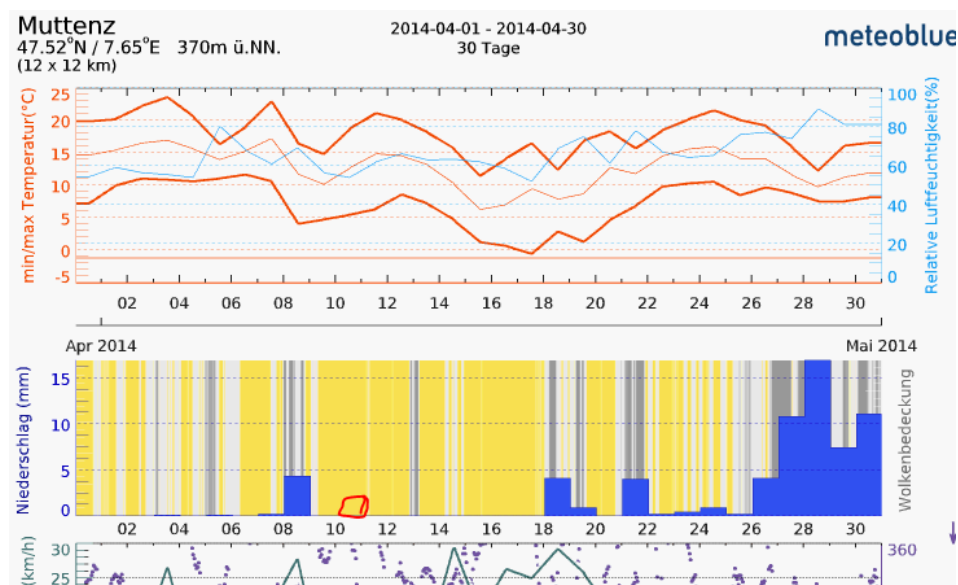 Muttenz
47.52°N / 7.65°E 370m ü.NN.
(12 x 12 km)
2014-04-01 - 2014-04-30
30 Tage
meteoblue
min/max Temperatur(°C)
25
20
15
10
5
0
-5
Relative Luftfeuchtigkeit(%)
100
80
60
40
20
0
02 04 06 08 10 12 14 16 18 20 22 24 26 28 30
Apr 2014 Mai 2014
Niederschlag (mm)
15
10
5
0
Wolkenbedeckung
02 04 06 08 10 12 14 16 18 20 22 24 26 28 30
(km/h)
30
25
360